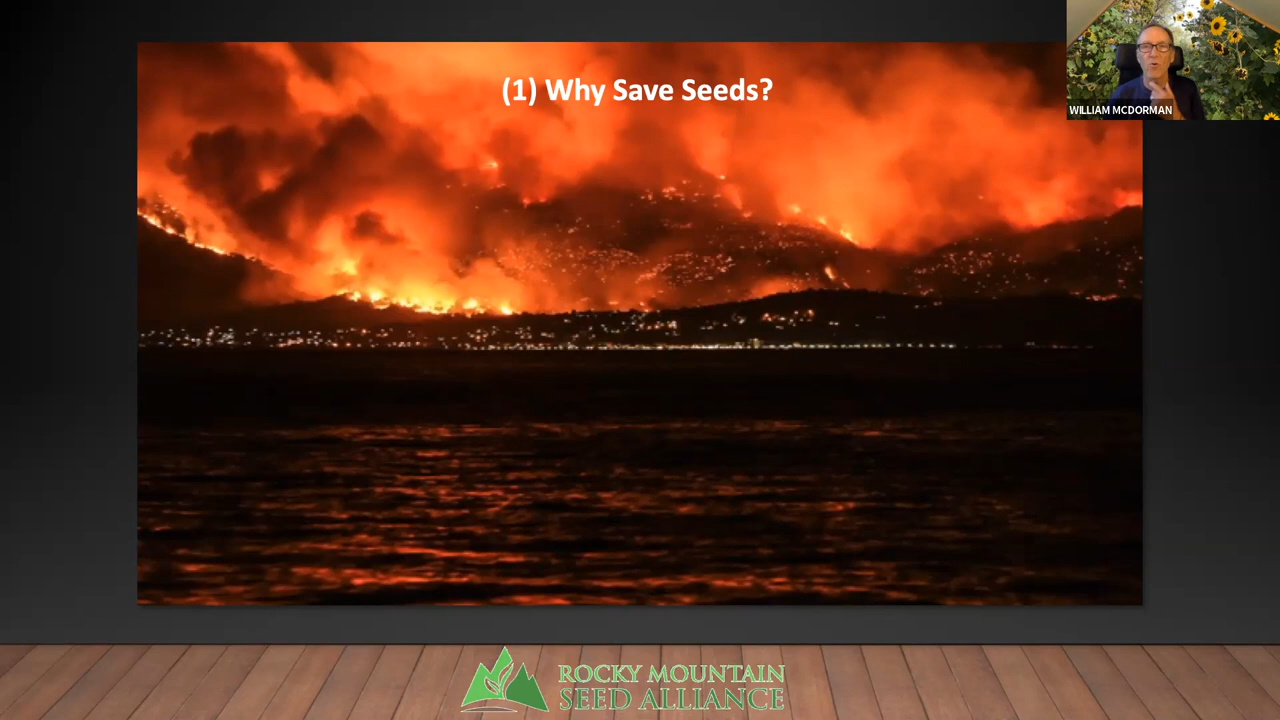 (1) Why Save Seeds?
WILLIAM MCDORMAN
ROCKY MOUNTAIN
SEED ALLIANCE